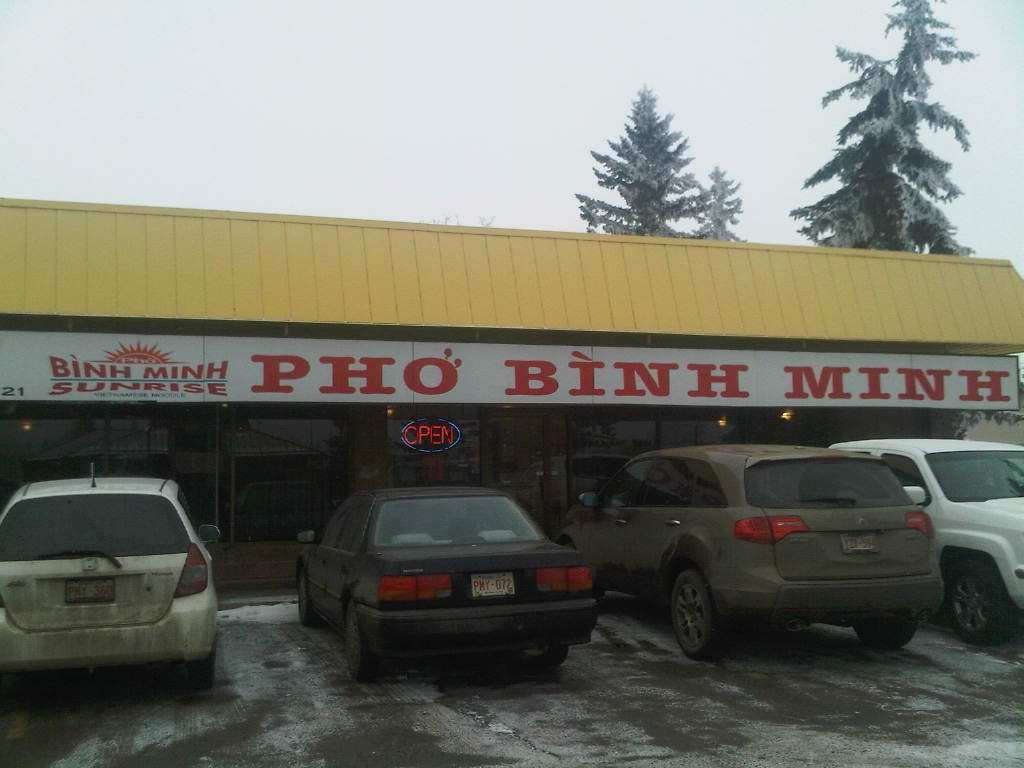 BÌNH MINH
SUNRISE
VIETNAMESE NOODLE
21
PHỞ BÌNH MINH
OPEN
PMY-072